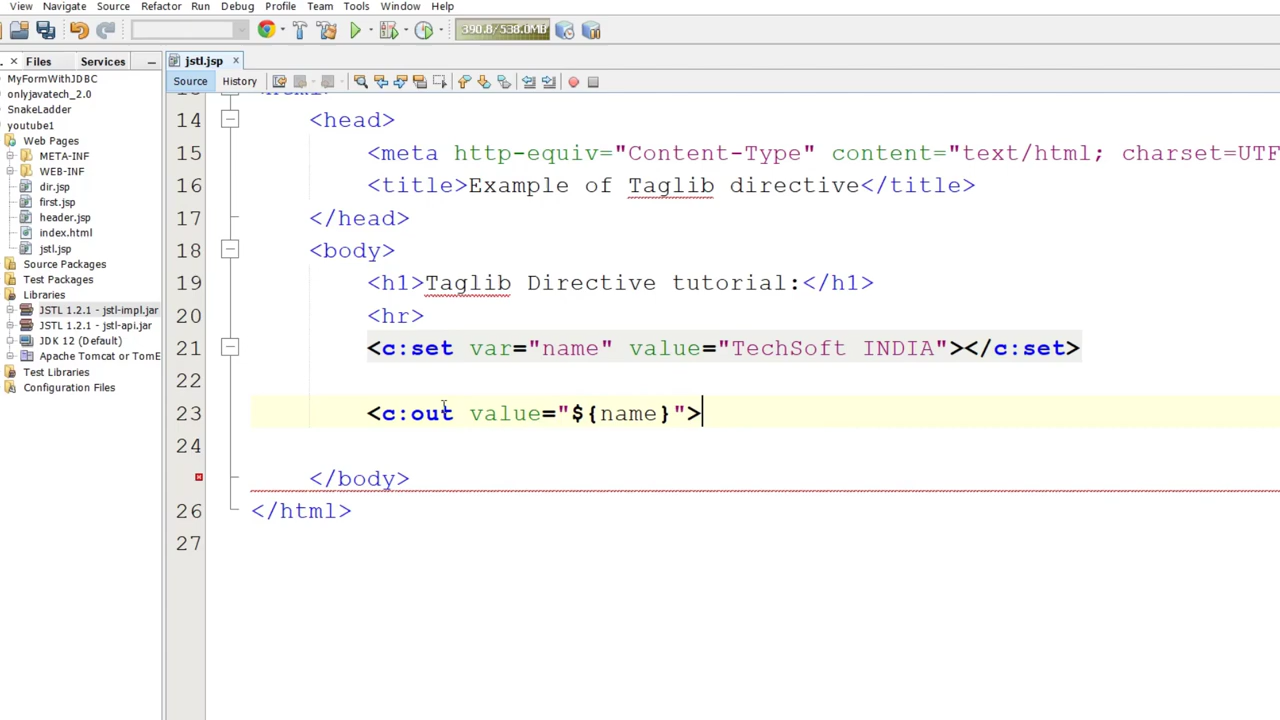 View Navigate Source Refactor Run Debug Profile Team Tools Window Help
390.8/538.0MB
Files Services
jstl.jsp
Source History
MyFormWithJDBC
onlyjavatech_2.0
SnakeLadder
youtube1
Web Pages
META-INF
WEB-INF
dir.jsp
first.jsp
header.jsp
index.html
jstl.jsp
Source Packages
Test Packages
Libraries
JSTL 1.2.1 - jstl-impl.jar
JSTL 1.2.1 - jstl-api.jar
JDK 12 (Default)
Apache Tomcat or TomE
Test Libraries
Configuration Files
14 <head>
15 <meta http-equiv="Content-Type" content="text/html; charset=UTF
16 <title>Example of Taglib directive</title>
17 </head>
18 <body>
19 <h1>Taglib Directive tutorial:</h1>
20 <hr>
21 <c:set var="name" value="TechSoft INDIA"></c:set>
22
23 <c:out value="${name}">
24
</body>
26 </html>
27